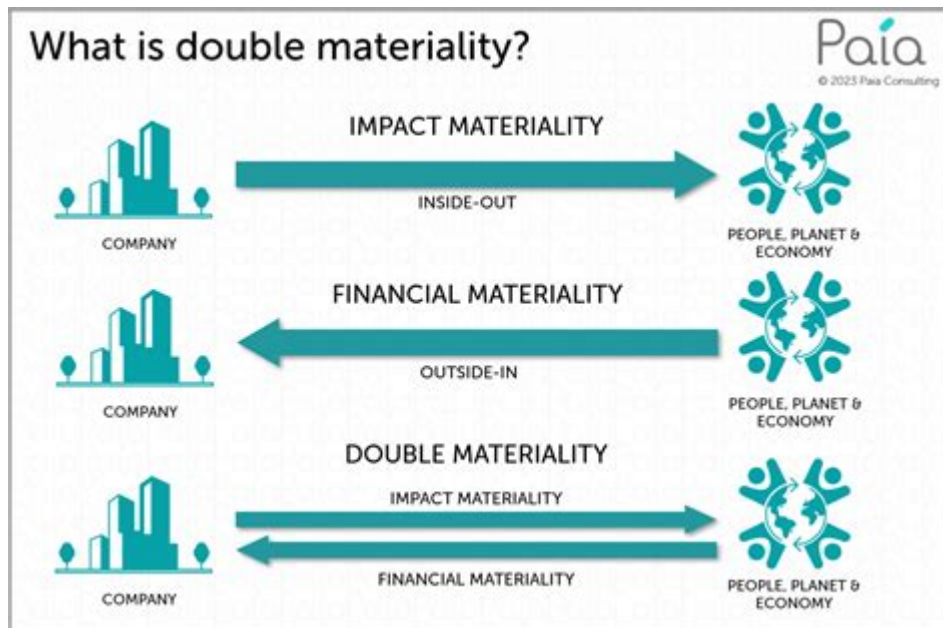 What is double materiality?
Paia
© 2023 Paia Consulting
IMPACT MATERIALITY
INSIDE-OUT
COMPANY
PEOPLE, PLANET &
ECONOMY
FINANCIAL MATERIALITY
OUTSIDE-IN
COMPANY
PEOPLE, PLANET &
ECONOMY
DOUBLE MATERIALITY
IMPACT MATERIALITY
FINANCIAL MATERIALITY
COMPANY
PEOPLE, PLANET &
ECONOMY